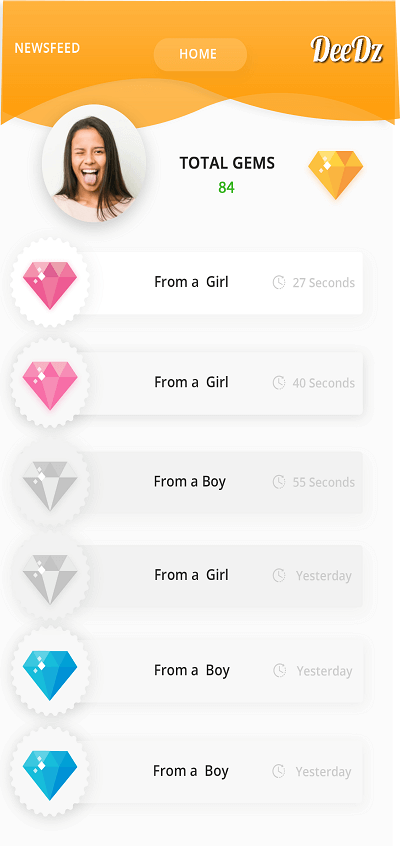 NEWSFEED
HOME
DeeDz
TOTAL GEMS
84
From a Girl
27 Seconds
From a Girl
40 Seconds
From a Boy
55 Seconds
From a Girl
Yesterday
From a Boy
Yesterday
From a Boy
Yesterday